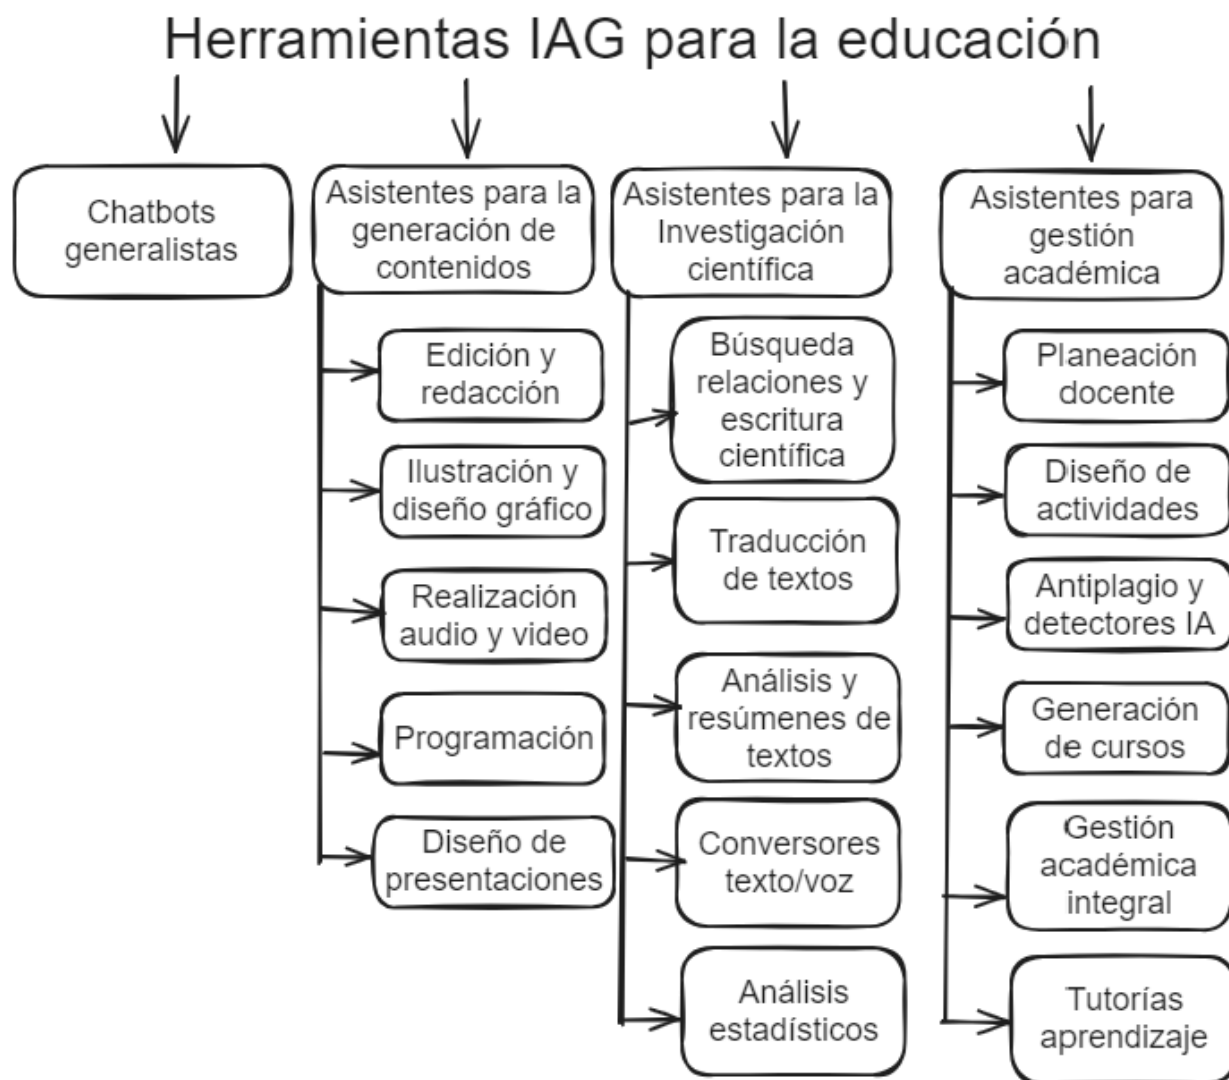 Herramientas IAG para la educación
Chatbots
generalistas
Asistentes para la
generación de
contenidos
Edición y
redacción
Ilustración y
diseño gráfico
Realización
audio y video
Programación
Diseño de
presentaciones
Asistentes para la
Investigación
científica
Búsqueda
relaciones y
escritura
científica
Traducción
de textos
Análisis y
resúmenes de
textos
Conversores
texto/voz
Análisis
estadísticos
Asistentes para
gestión
académica
Planeación
docente
Diseño de
actividades
Antiplagio y
detectores IA
Generación
de cursos
Gestión
académica
integral
Tutorías
aprendizaje